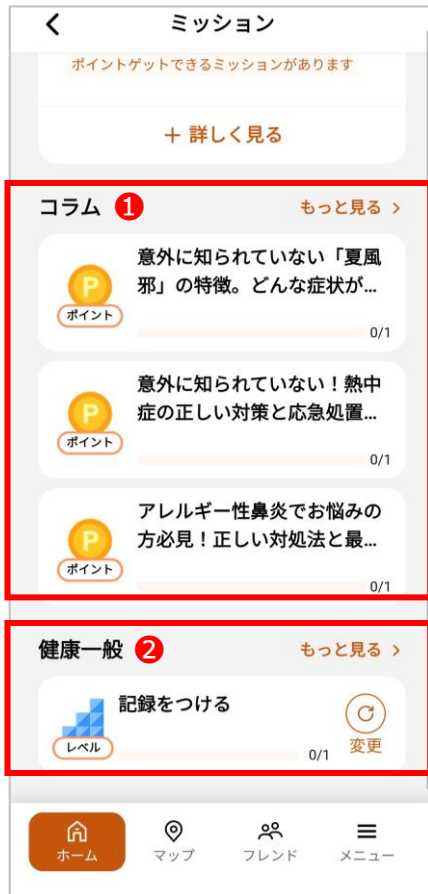 ミッション
ポイントゲットできるミッションがあります
＋ 詳しく見る
コラム ❶ もっと見る >
意外に知られていない「夏風
邪」の特徴。どんな症状が...
P
ポイント
0/1
意外に知られていない！熱中
症の正しい対策と応急処置...
P
ポイント
0/1
アレルギー性鼻炎でお悩みの
方必見！正しい対処法と最...
P
ポイント
0/1
健康一般 ❷ もっと見る >
記録をつける
レベル
0/1
変更
ホーム マップ フレンド メニュー